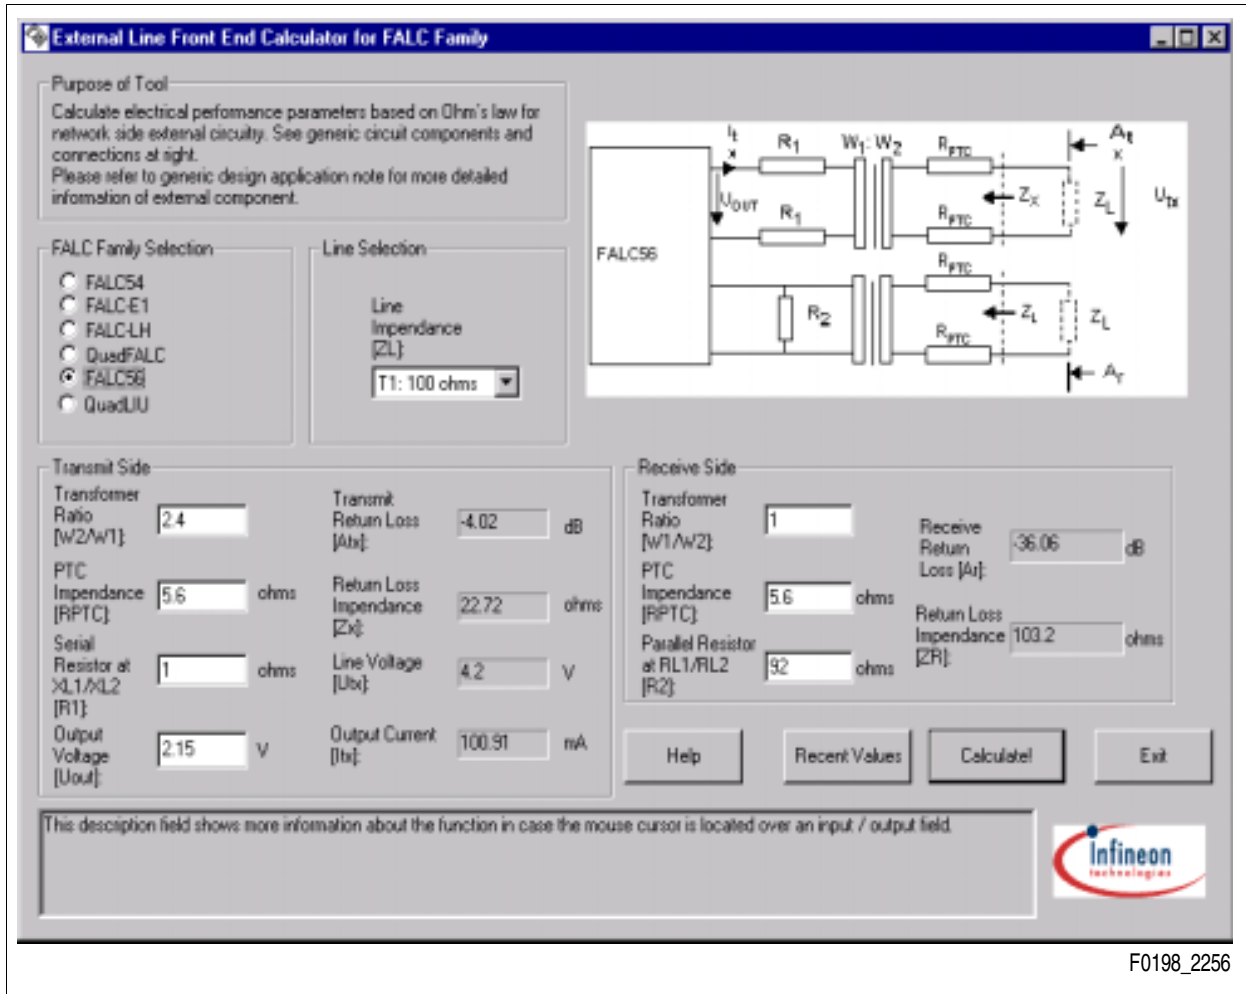 External Line Front End Calculator for FALC Family
Purpose of Tool
Calculate electrical performance parameters based on Ohm's law for
network side external circuitry. See generic circuit components and
connections at right.
Please refer to generic design application note for more detailed
information of external component.
FALC Family Selection
FALC54
FALC-E1
FALC-LH
QuadFALC
FALC56
QuadLIU
Line Selection
Line
Impendance
[ZL]:
T1: 100 ohms
FALC56
It
x
UOUT
R1
R1
W1: W2
RPTC
RPTC
ZX
At
x
ZL
Utx
R2
RPTC
RPTC
ZL
ZL
Ar
Transmit Side
Transformer
Ratio
[W2/W1]:
2.4
PTC
Impendance
[RPTC]:
5.6 ohms
Serial
Resistor at
XL1/XL2
[R1]:
1 ohms
Output
Voltage
[Uout]:
2.15 V
Transmit
Return Loss
[Atx]:
-4.02 dB
Return Loss
Impendance
[Zx]:
22.72 ohms
Line Voltage
[Utx]:
4.2 V
Output Current
[Itx]:
100.91 mA
Receive Side
Transformer
Ratio
[W1/W2]:
1
PTC
Impendance
[RPTC]:
5.6 ohms
Parallel Resistor
at RL1/RL2
[R2]:
92 ohms
Receive
Return
Loss [Ar]:
-36.06 dB
Return Loss
Impendance
[ZR]:
103.2 ohms
Help
Recent Values
Calculate!
Exit
This description field shows more information about the function in case the mouse cursor is located over an input / output field.
Infineon
technologies
F0198_2256